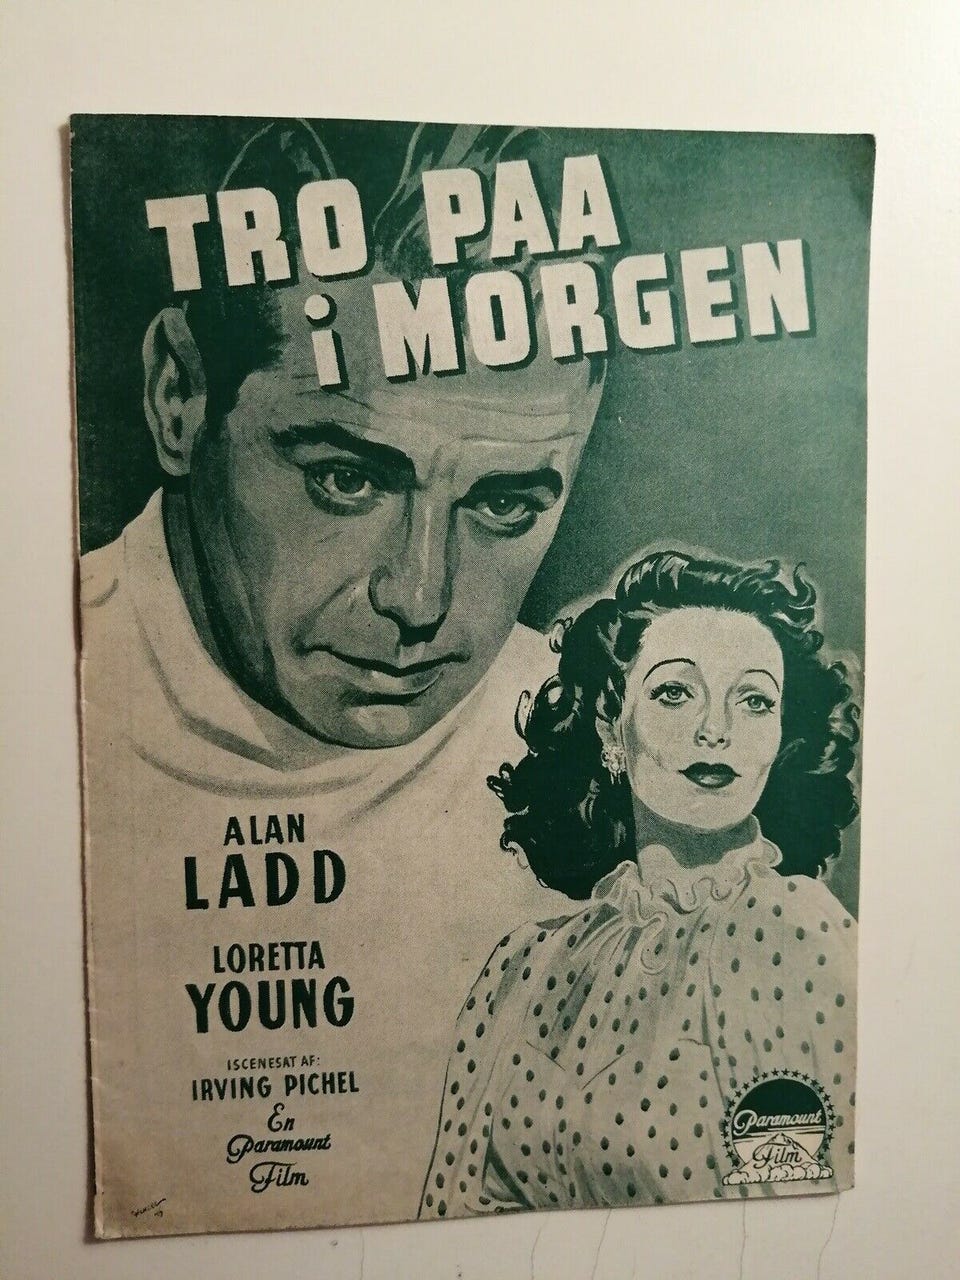 TRO PAA
i MORGEN
ALAN
LADD
LORETTA
YOUNG
ISCENESAT AF:
IRVING PICHEL
En
Paramount
Film
Paramount
Film